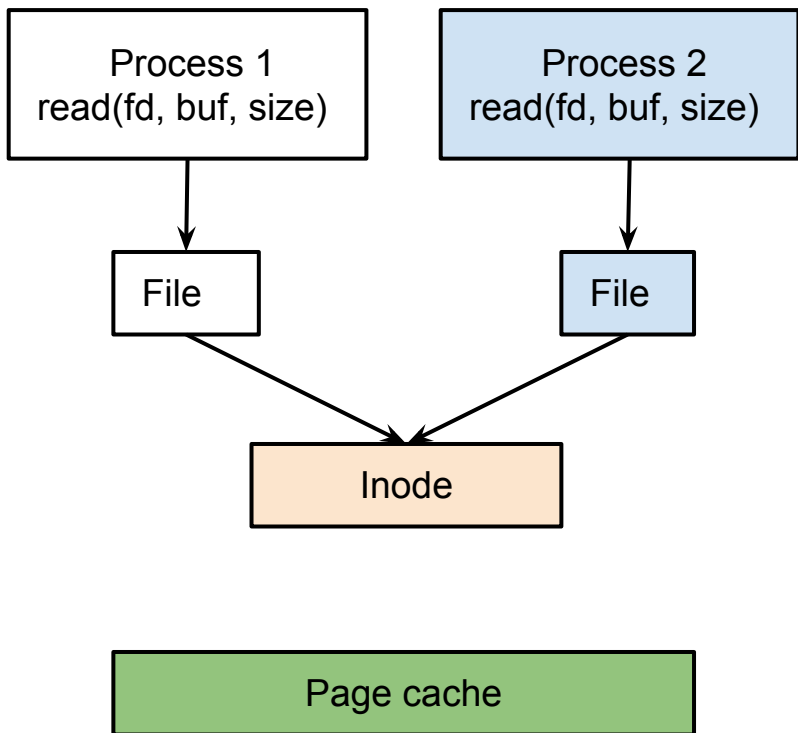 Process 1
read(fd, buf, size)
Process 2
read(fd, buf, size)
File
File
Inode
Page cache